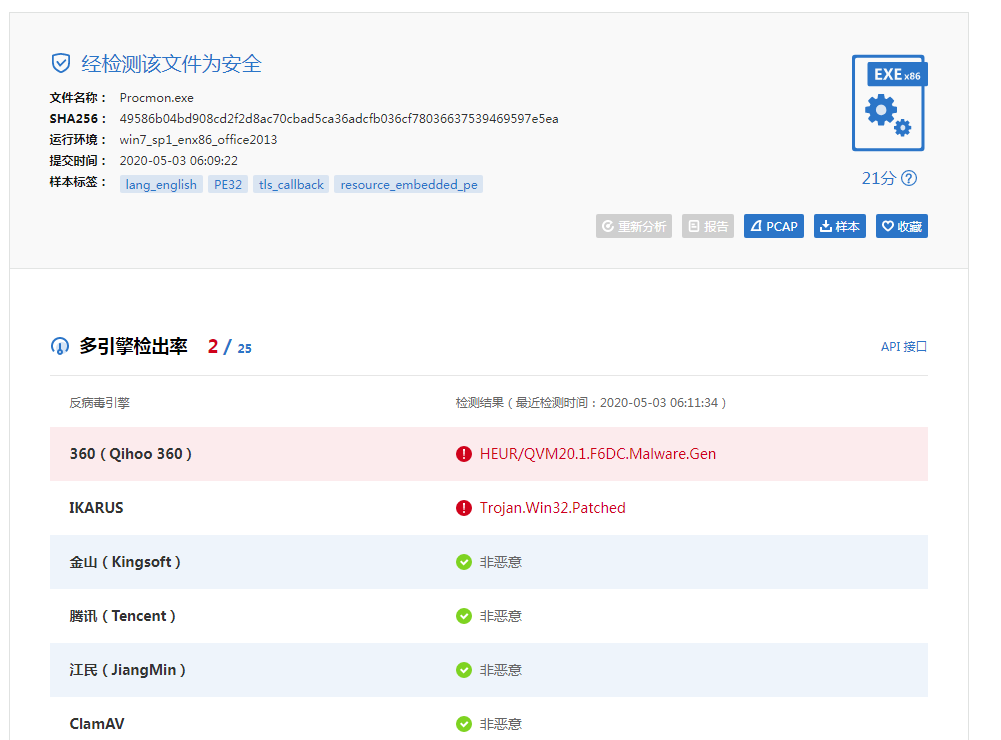 经检测该文件为安全
EXE x86
文件名称： Procmon.exe
SHA256： 49586b04bd908cd2f2d8ac70cbad5ca36adcfb036cf78036637539469597e5ea
运行环境： win7_sp1_enx86_office2013
提交时间： 2020-05-03 06:09:22
样本标签： lang_english PE32 tls_callback resource_embedded_pe
21分 ?
重新分析 报告 PCAP 样本 收藏
多引擎检出率 2 / 25 API 接口
反病毒引擎 检测结果（最近检测时间：2020-05-03 06:11:34）
360（Qihoo 360） HEUR/QVM20.1.F6DC.Malware.Gen
IKARUS Trojan.Win32.Patched
金山（Kingsoft） 非恶意
腾讯（Tencent） 非恶意
江民（JiangMin） 非恶意
ClamAV 非恶意